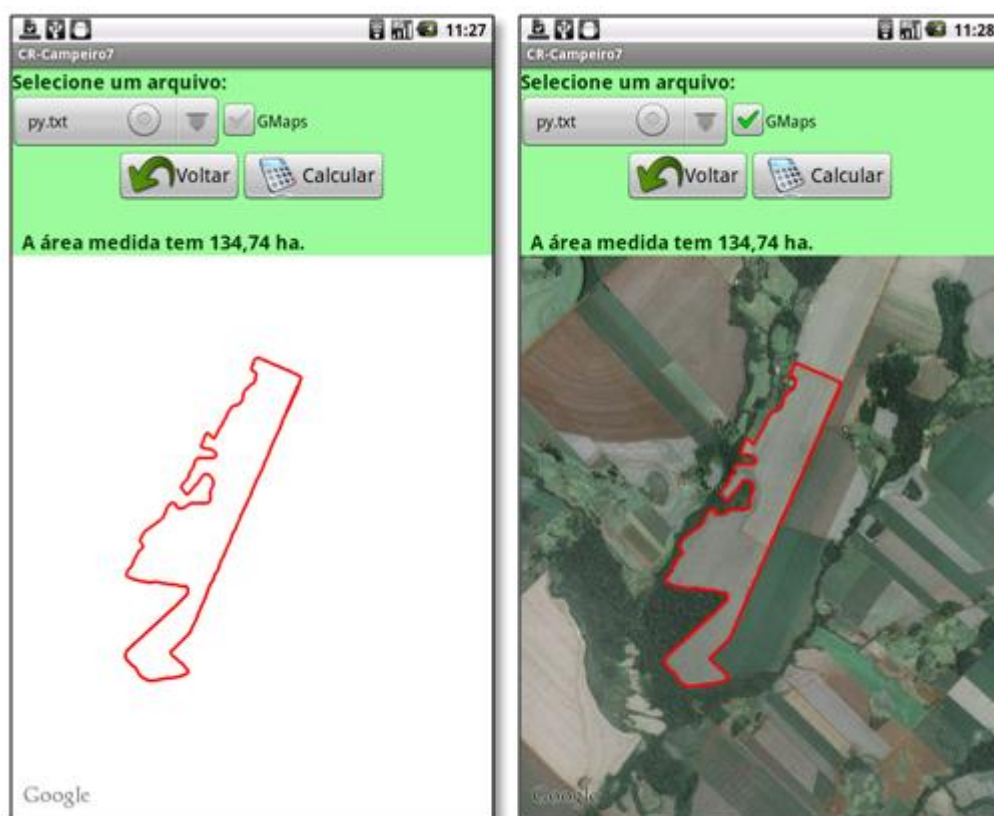 11:27
CR-Campeiro7
Selecione um arquivo:
py.txt
GMaps
Voltar
Calcular
A área medida tem 134,74 ha.
Google
11:28
CR-Campeiro7
Selecione um arquivo:
py.txt
GMaps
Voltar
Calcular
A área medida tem 134,74 ha.
Google